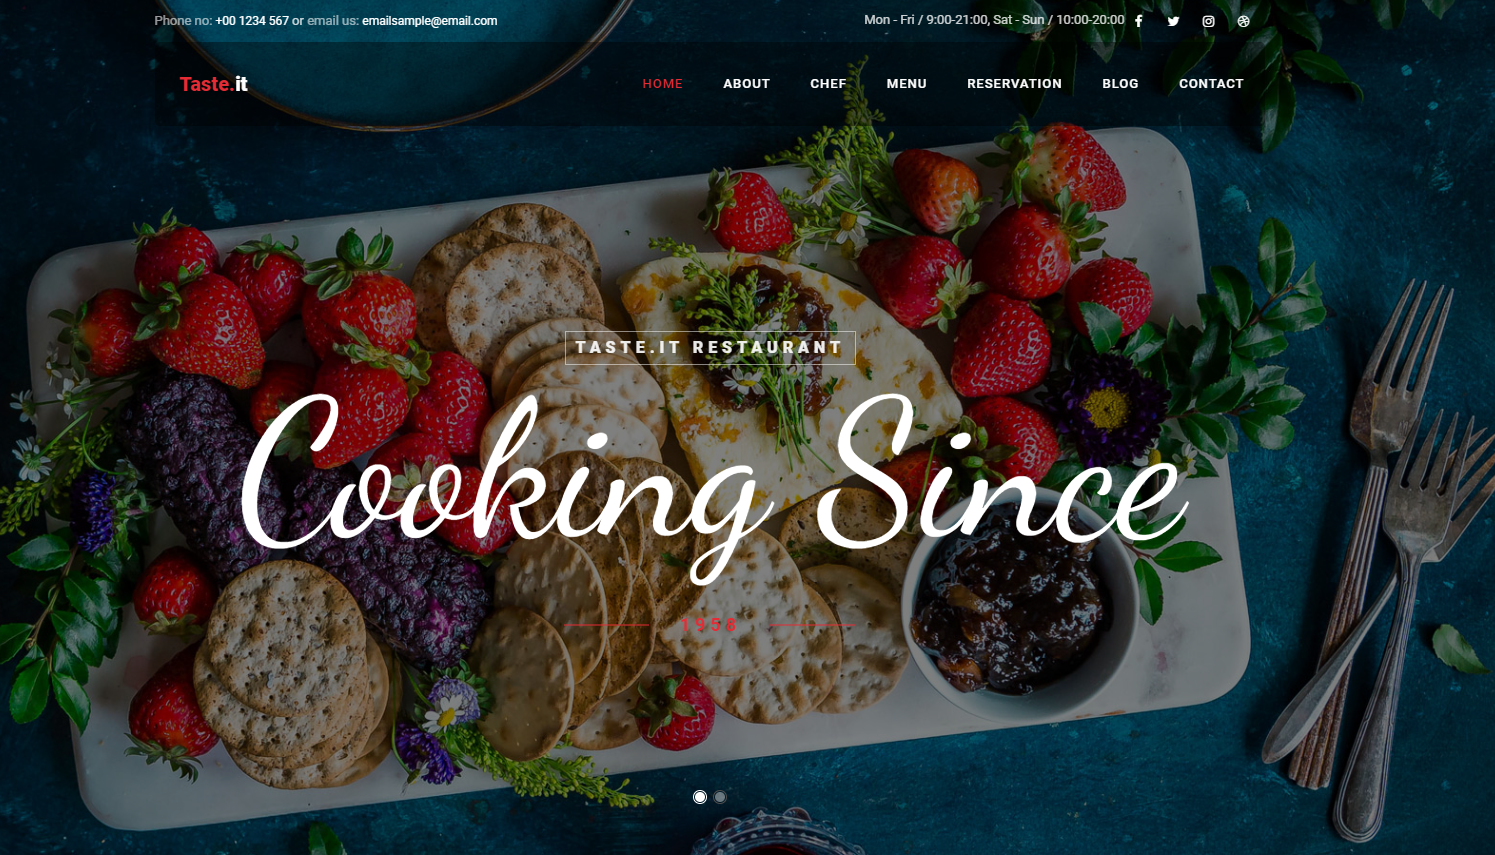 Phone no: +00 1234 567 or email us: emailsample@email.com
Mon - Fri / 9:00-21:00, Sat - Sun / 10:00-20:00
Taste.it
HOME ABOUT CHEF MENU RESERVATION BLOG CONTACT
TASTE.IT RESTAURANT
Cooking Since
1958